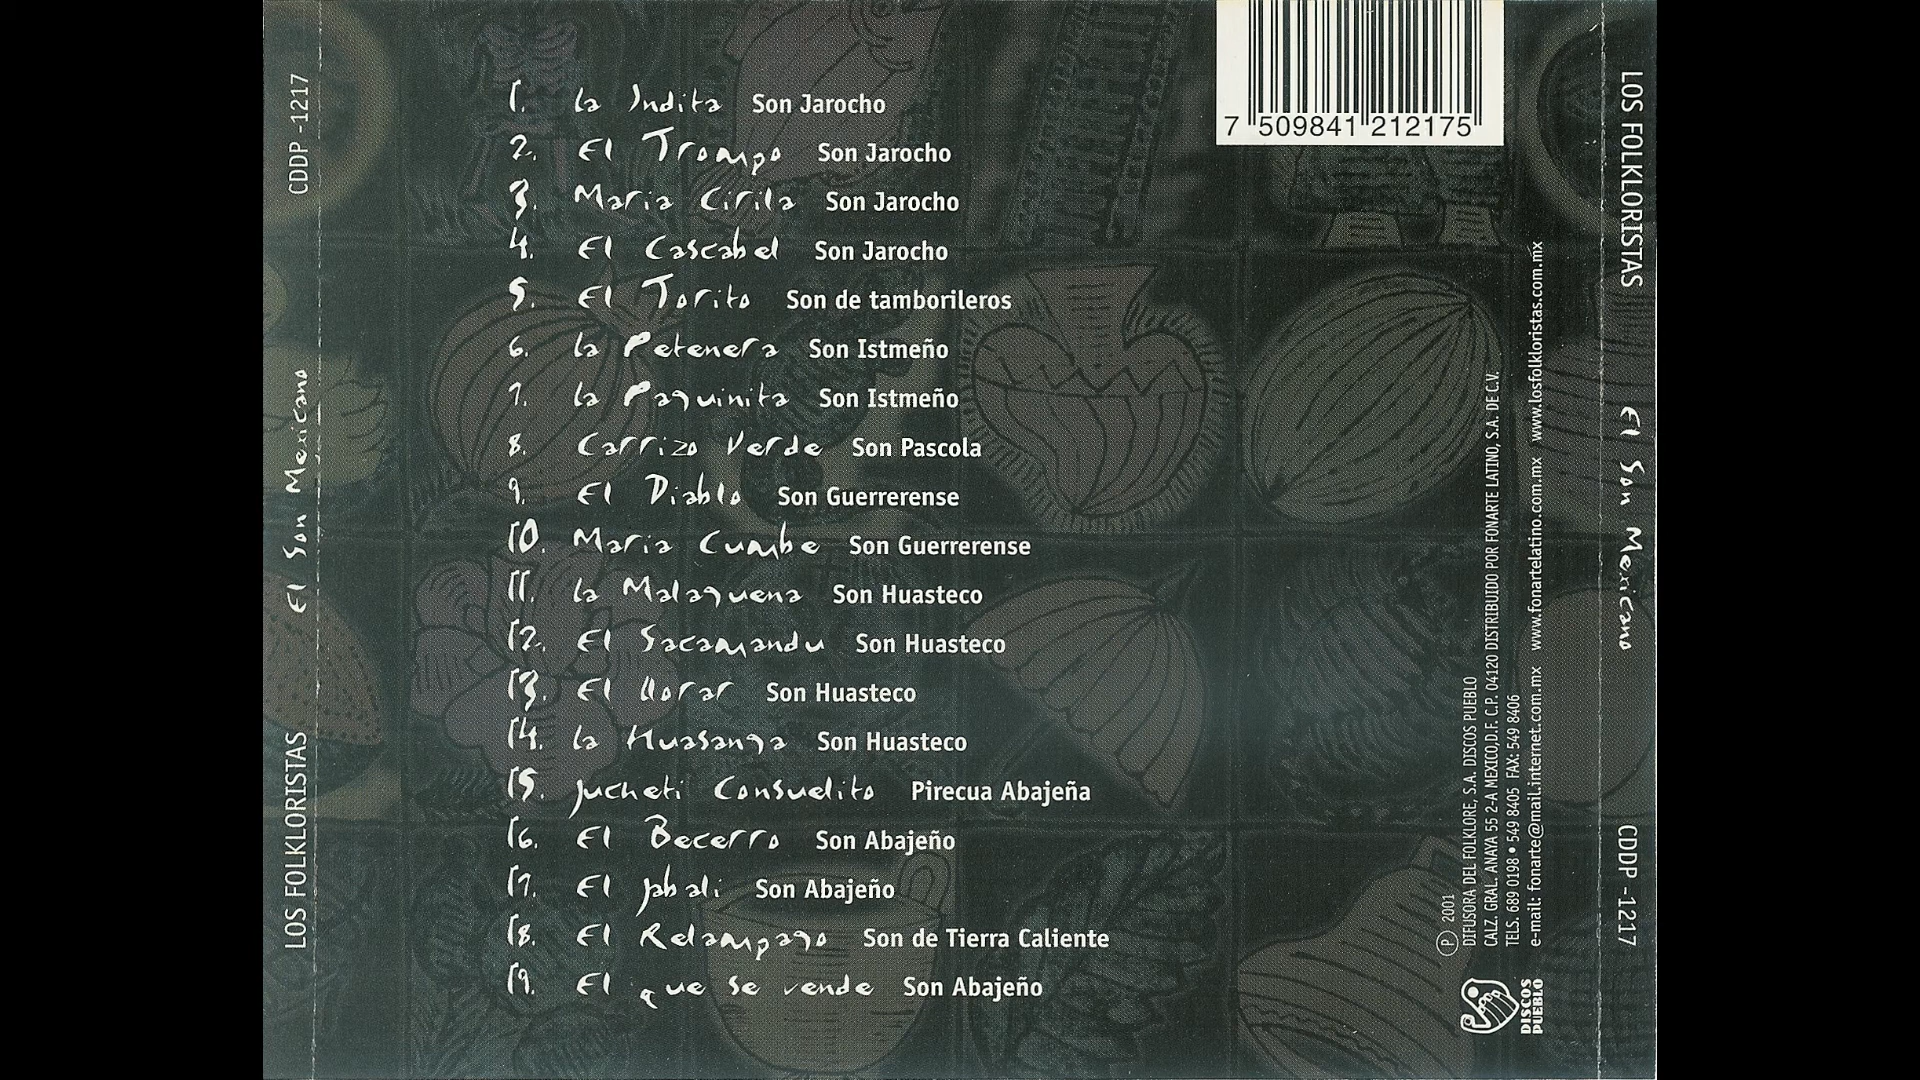 LOS FOLKLORISTAS El Son Mexicano CDDP -1217
1. La Indita Son Jarocho
2. El Trompo Son Jarocho
3. Maria Cirila Son Jarocho
4. El Cascabel Son Jarocho
5. El Torito Son de tamborileros
6. La Petenera Son Istmeño
7. La Paquinita Son Istmeño
8. Carrizo Verde Son Pascola
9. El Diablo Son Guerrerense
10. Maria Cumbe Son Guerrerense
11. La Malaguena Son Huasteco
12. El Sacamandu Son Huasteco
13. El llorar Son Huasteco
14. La Huasanga Son Huasteco
15. Jucheti Consuelito Pirecua Abajeña
16. El Becerro Son Abajeño
17. El Jabali Son Abajeño
18. El Relampago Son de Tierra Caliente
19. El que se vende Son Abajeño
7 509841 212175
℗ 2001
DIFUSORA DEL FOLKLORE, S.A. DISCOS PUEBLO
CALZ. GRAL. ANAYA 55 2-A MEXICO,D.F. C.P. 04120 DISTRIBUIDO POR FONARTE LATINO, S.A. DE C.V.
TELS. 689 0198 • 549 8405 FAX: 549 8406
e-mail: fonarte@mail.internet.com.mx www.fonartelatino.com.mx www.losfolkloristas.com.mx
DISCOS
PUEBLO
LOS FOLKLORISTAS El Son Mexicano CDDP -1217